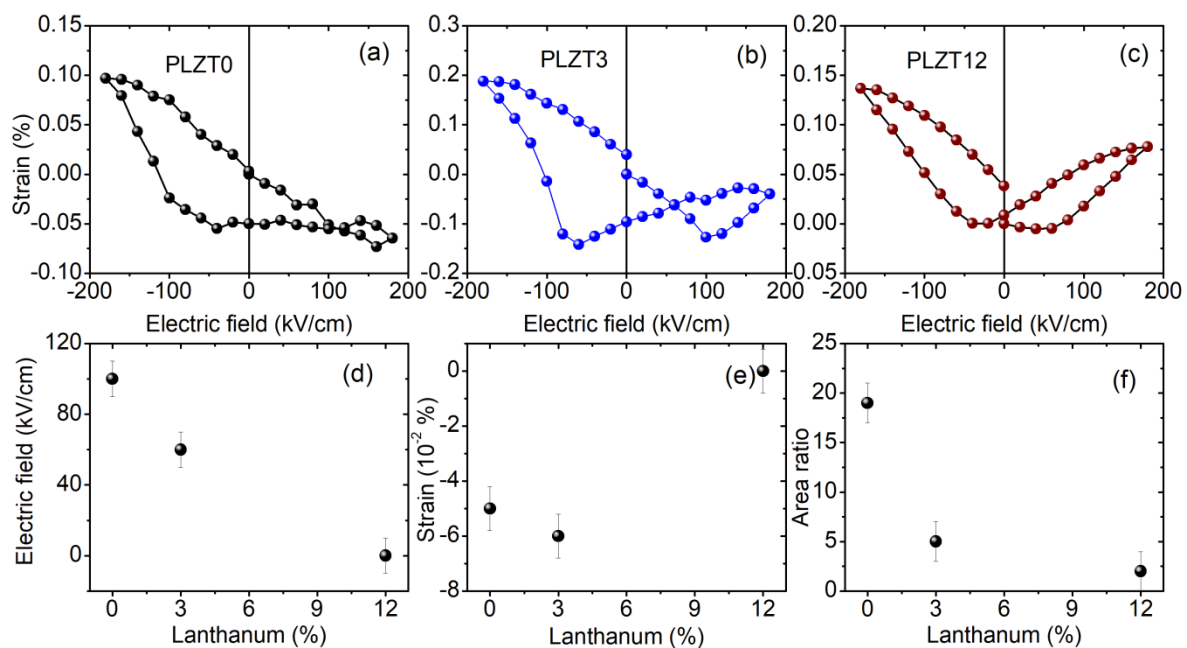 0.15
0.10
0.05
0.00
-0.05
-0.10
Strain (%)
PLZT0
(a)
-200 -100 0 100 200
Electric field (kV/cm)
0.4
0.3
0.2
0.1
0.0
-0.1
-0.2
PLZT3
(b)
-200 -100 0 100 200
Electric field (kV/cm)
0.20
0.15
0.10
0.05
0.00
0.05
PLZT12
(c)
-200 -100 0 100 200
Electric field (kV/cm)
120
80
40
0
Electric field (kV/cm)
(d)
0 3 6 9 12
Lanthanum (%)
0
-2
-4
-6
-8
Strain (10⁻² %)
(e)
0 3 6 9 12
Lanthanum (%)
25
20
15
10
5
0
Area ratio
(f)
0 3 6 9 12
Lanthanum (%)